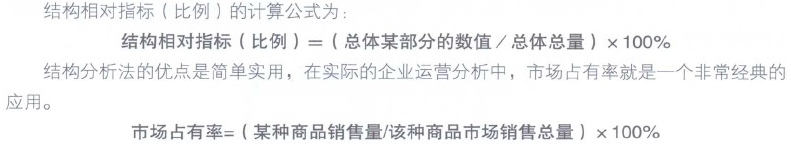 结构相对指标（比例）的计算公式为：
结构相对指标（比例）＝（总体某部分的数值／总体总量）×100%
结构分析法的优点是简单实用，在实际的企业运营分析中，市场占有率就是一个非常经典的
应用。
市场占有率=（某种商品销售量/该种商品市场销售总量）×100%